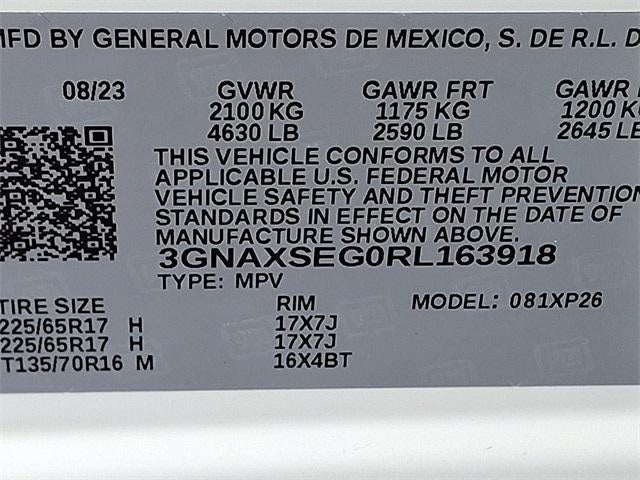 MFD BY GENERAL MOTORS DE MEXICO, S. DE R.L. D
08/23 GVWR GAWR FRT GAWR
2100 KG 1175 KG 1200 KG
4630 LB 2590 LB 2645 LB
THIS VEHICLE CONFORMS TO ALL
APPLICABLE U.S. FEDERAL MOTOR
VEHICLE SAFETY AND THEFT PREVENTION
STANDARDS IN EFFECT ON THE DATE OF
MANUFACTURE SHOWN ABOVE.
3GNAXSEG0RL163918
TYPE: MPV
TIRE SIZE RIM MODEL: 081XP26
225/65R17 H 17X7J
225/65R17 H 17X7J
T135/70R16 M 16X4BT